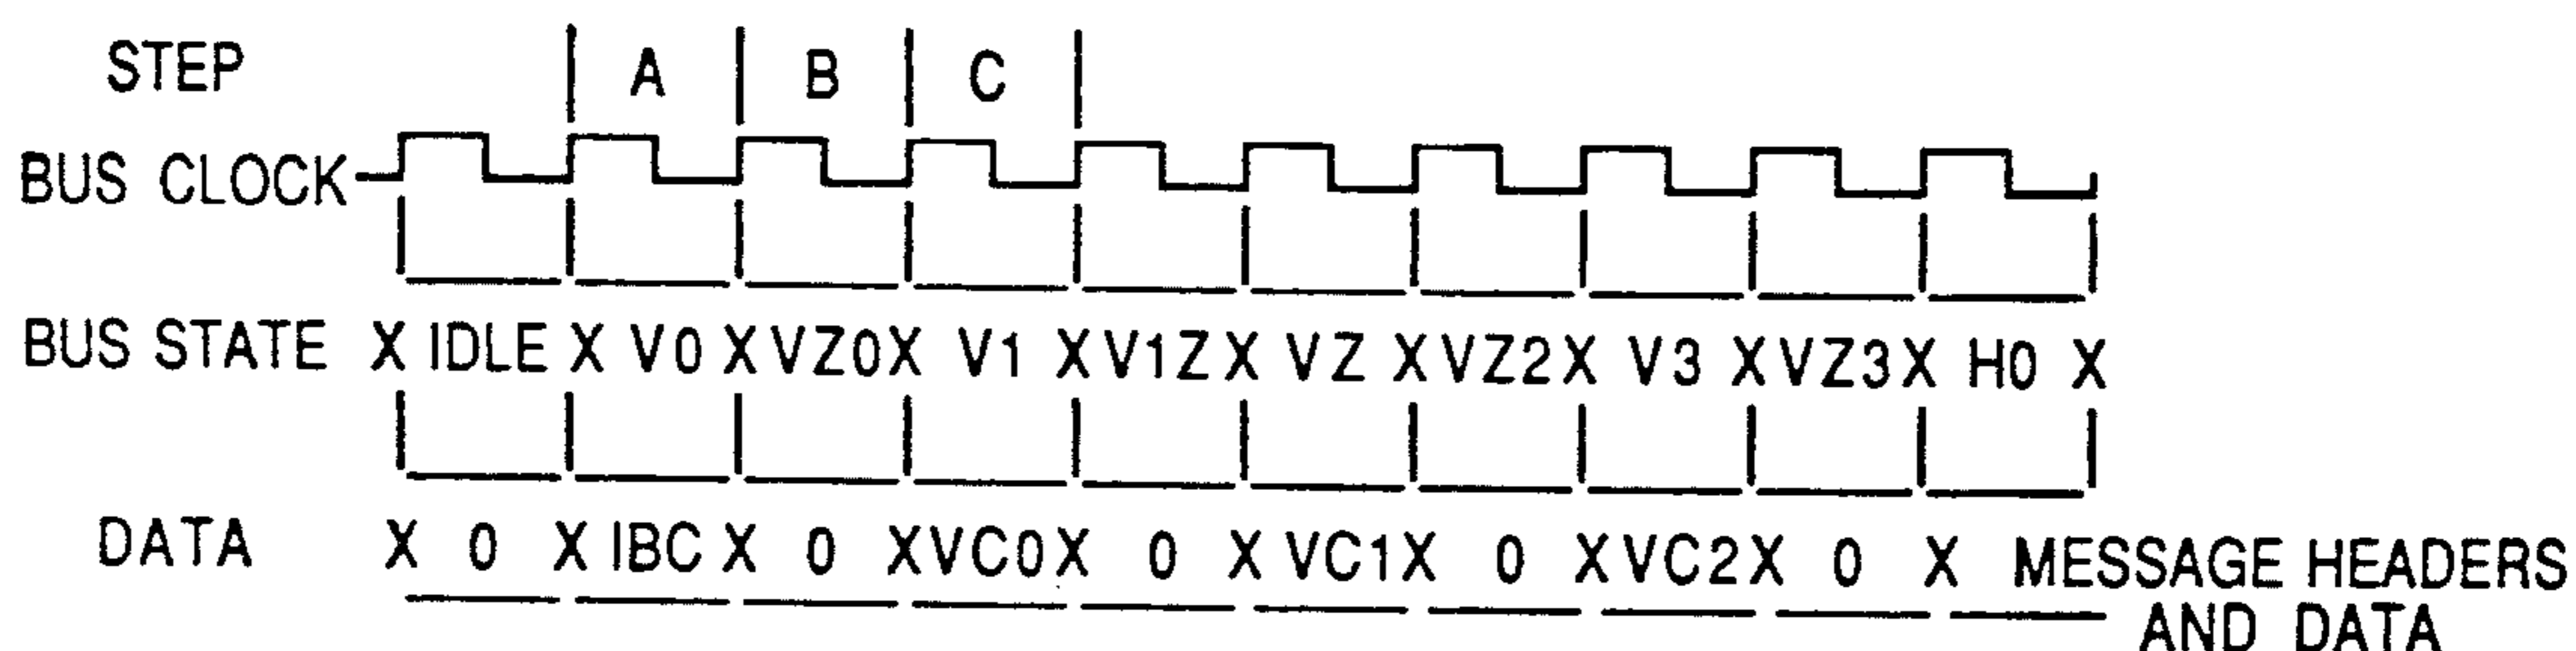 STEP A B C
BUS CLOCK
BUS STATE X IDLE X V0 X VZ0 X V1 X V1Z X VZ X VZ2 X V3 X VZ3 X H0 X
DATA X 0 X IBC X 0 X VC0 X 0 X VC1 X 0 X VC2 X 0 X MESSAGE HEADERS
AND DATA